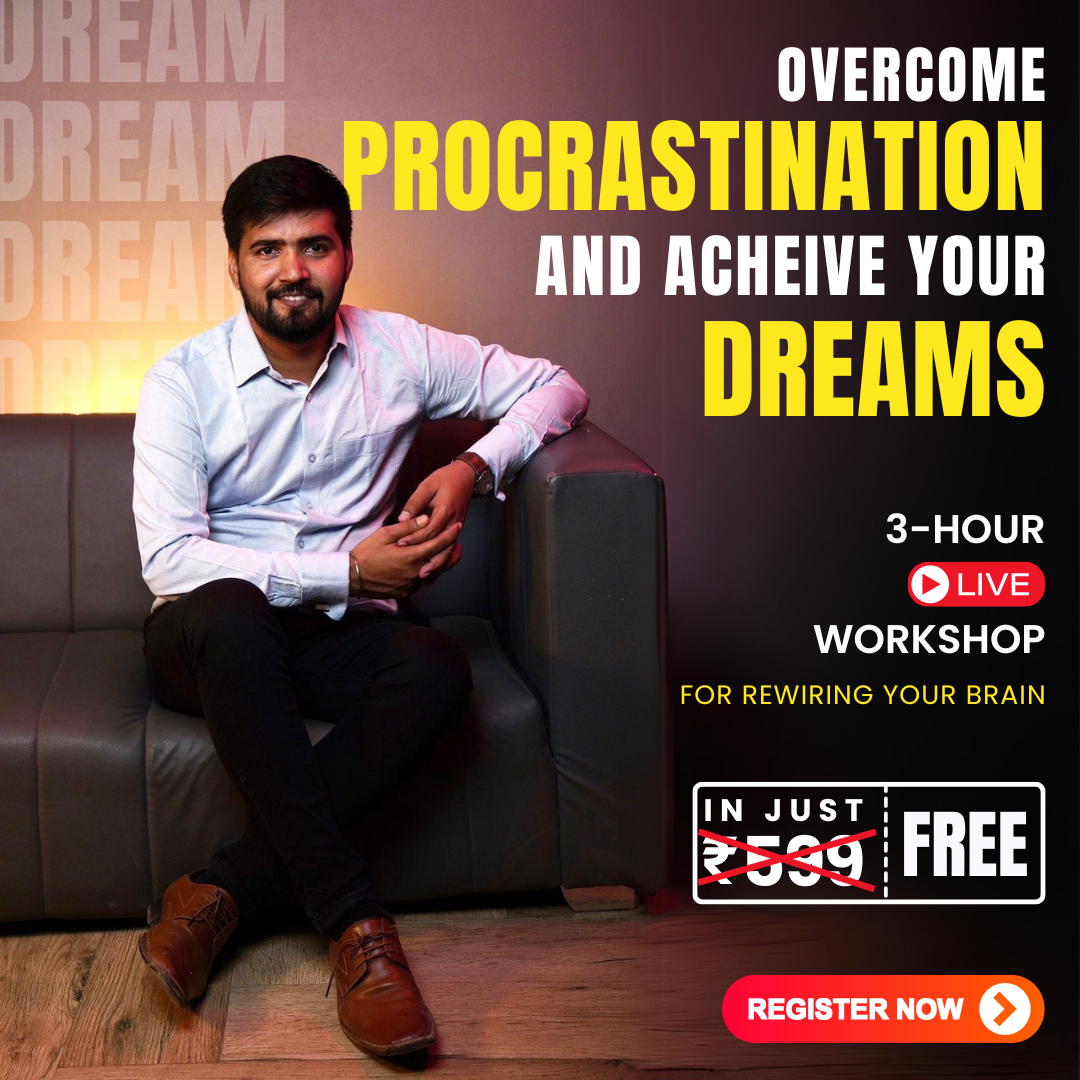 DREAM
DREAM
DREAM
DREAM
OVERCOME
PROCRASTINATION
AND ACHEIVE YOUR
DREAMS
3-HOUR
LIVE
WORKSHOP
FOR REWIRING YOUR BRAIN
IN JUST
₹599
FREE
REGISTER NOW